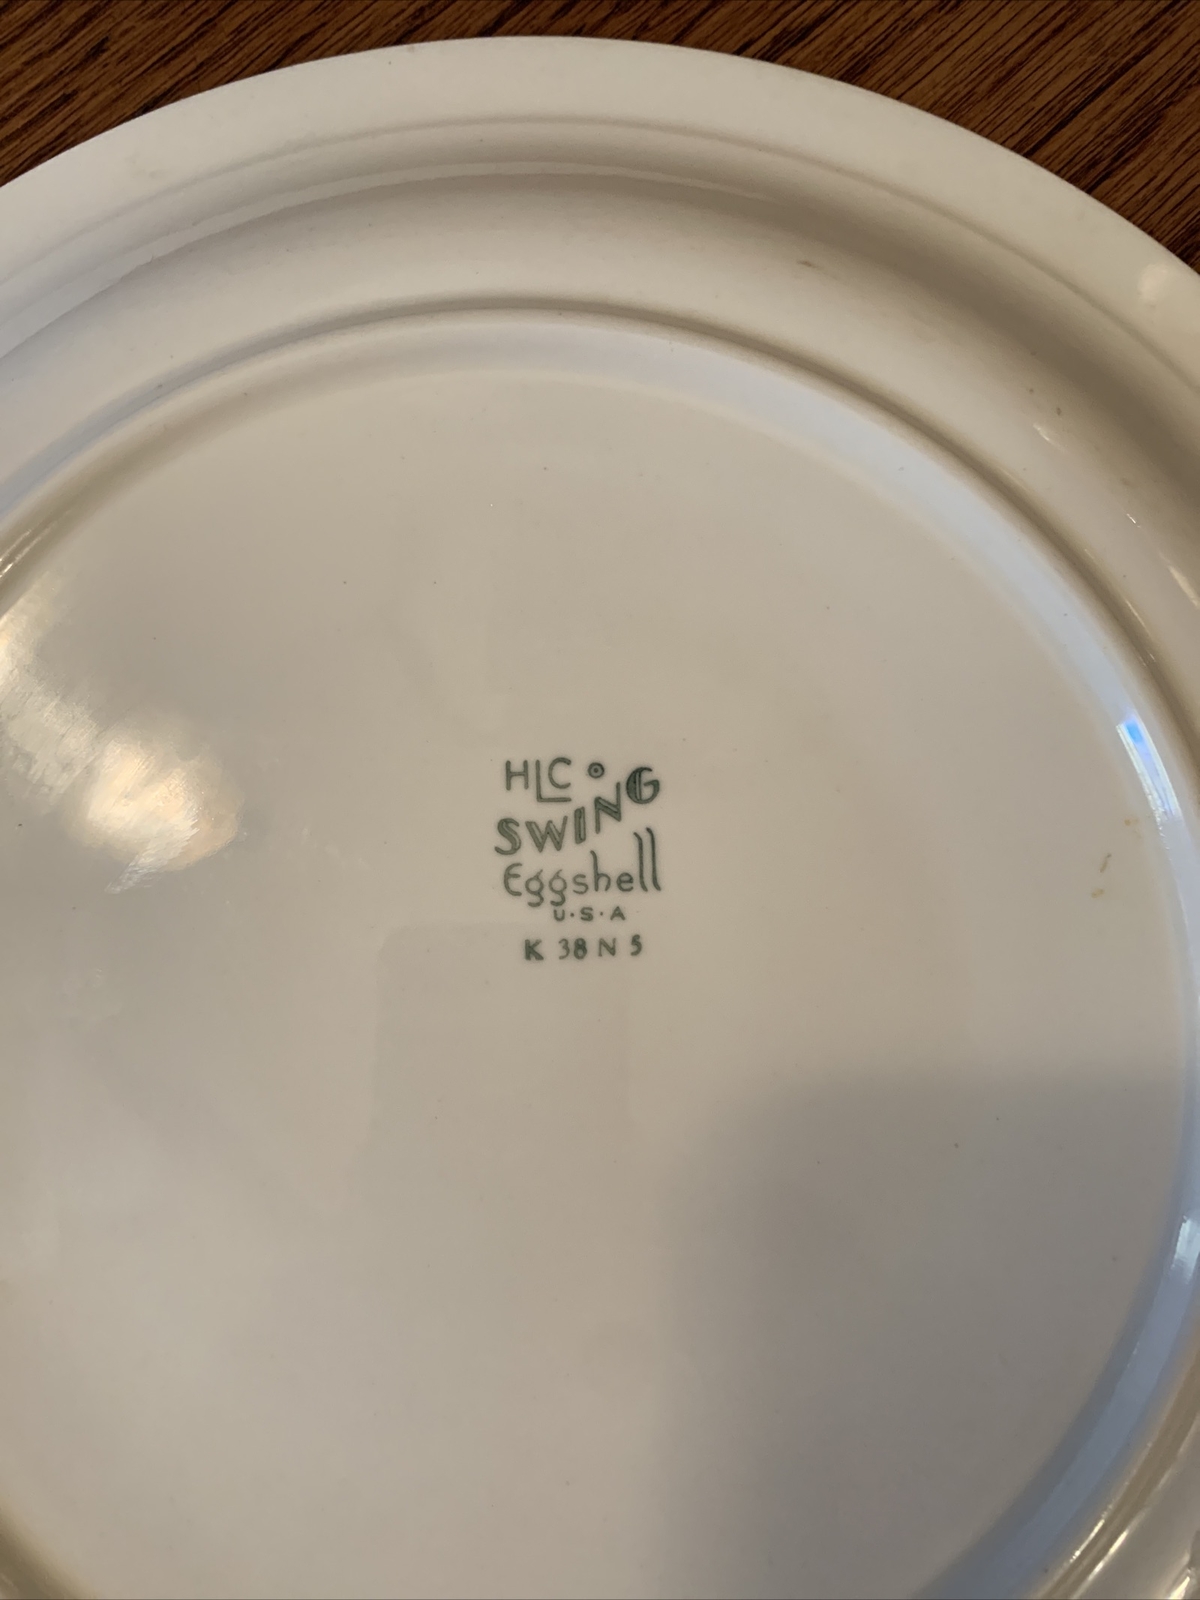 HLC
SWING
Eggshell
U·S·A
K 38 N 5